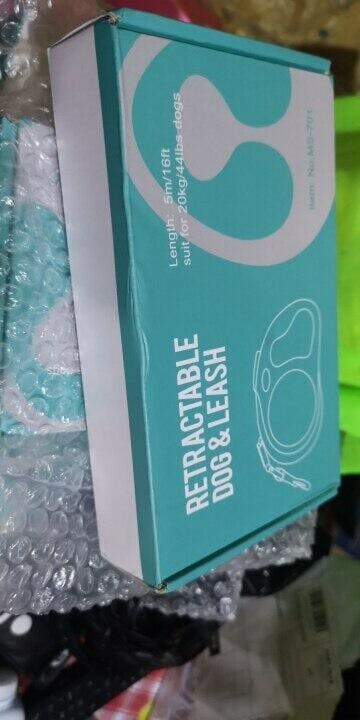 Length: 5m/16ft
suit for 20kg/44lbs dogs
Item: No MS-701
RETRACTABLE
DOG & LEASH